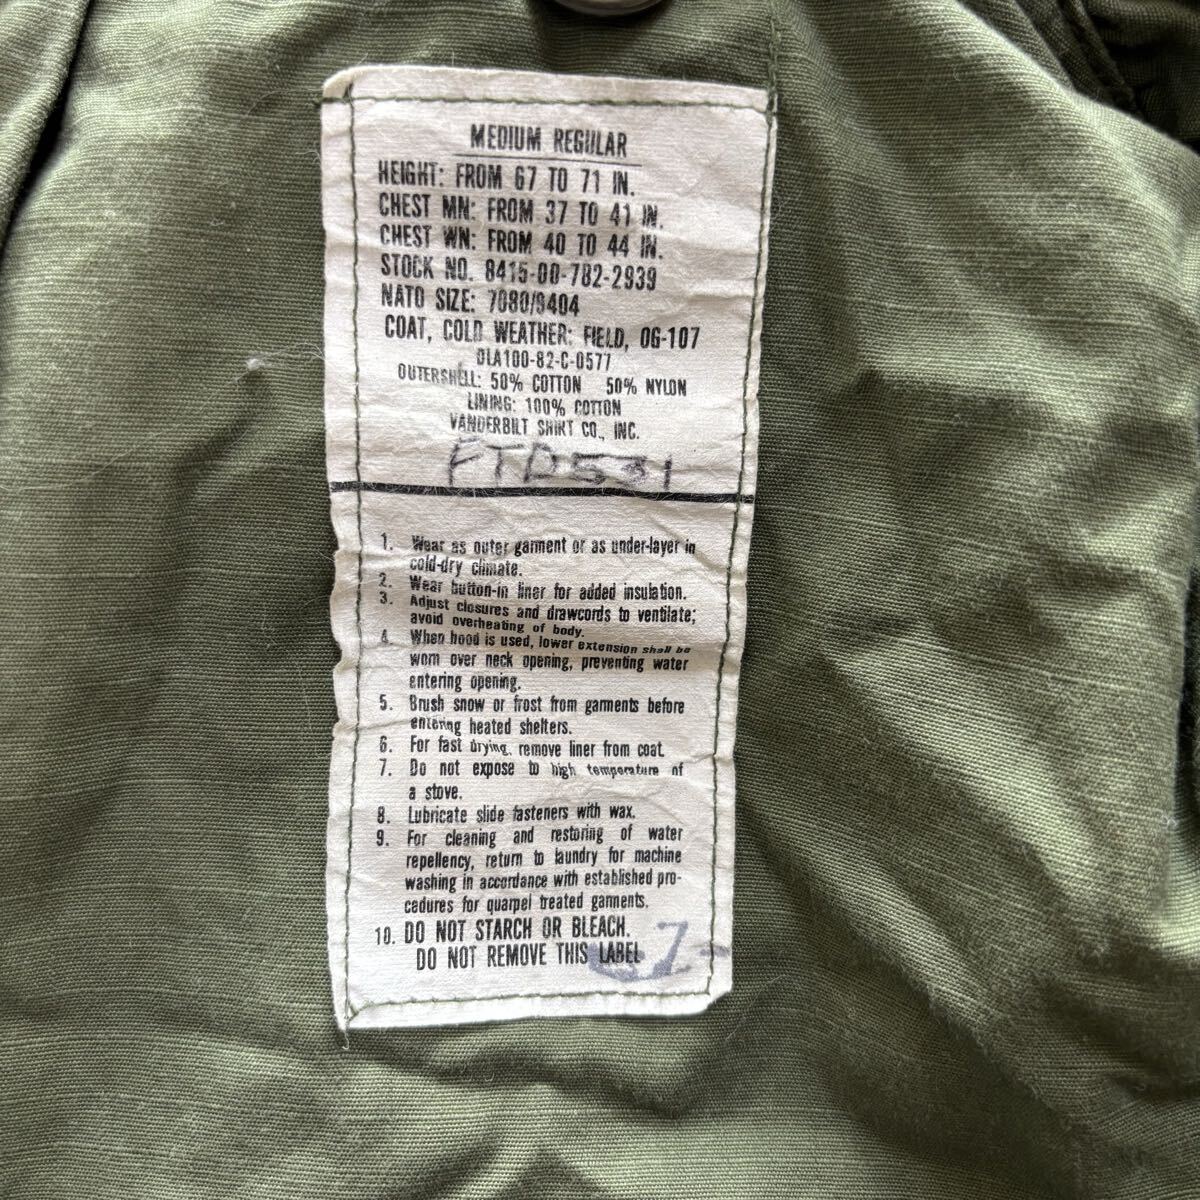 MEDIUM REGULAR
HEIGHT: FROM 67 TO 71 IN.
CHEST MN: FROM 37 TO 41 IN.
CHEST WN: FROM 40 TO 44 IN.
STOCK NO. 8415-00-782-2939
NATO SIZE: 7080/9404
COAT, COLD WEATHER: FIELD, OG-107
DLA100-82-C-0577
OUTERSHELL: 50% COTTON 50% NYLON
LINING: 100% COTTON
VANDERBILT SHIRT CO., INC.
FTD531
1. Wear as outer garment or as under-layer in
cold-dry climate.
2. Wear button-in liner for added insulation.
3. Adjust closures and drawcords to ventilate;
avoid overheating of body.
4. When hood is used, lower extension shall be
worn over neck opening, preventing water
entering opening.
5. Brush snow or frost from garments before
entering heated shelters.
6. For fast drying, remove liner from coat.
7. Do not expose to high temperature of
a stove.
8. Lubricate slide fasteners with wax.
9. For cleaning and restoring of water
repellency, return to laundry for machine
washing in accordance with established pro-
cedures for quarpel treated garments.
10. DO NOT STARCH OR BLEACH.
DO NOT REMOVE THIS LABEL